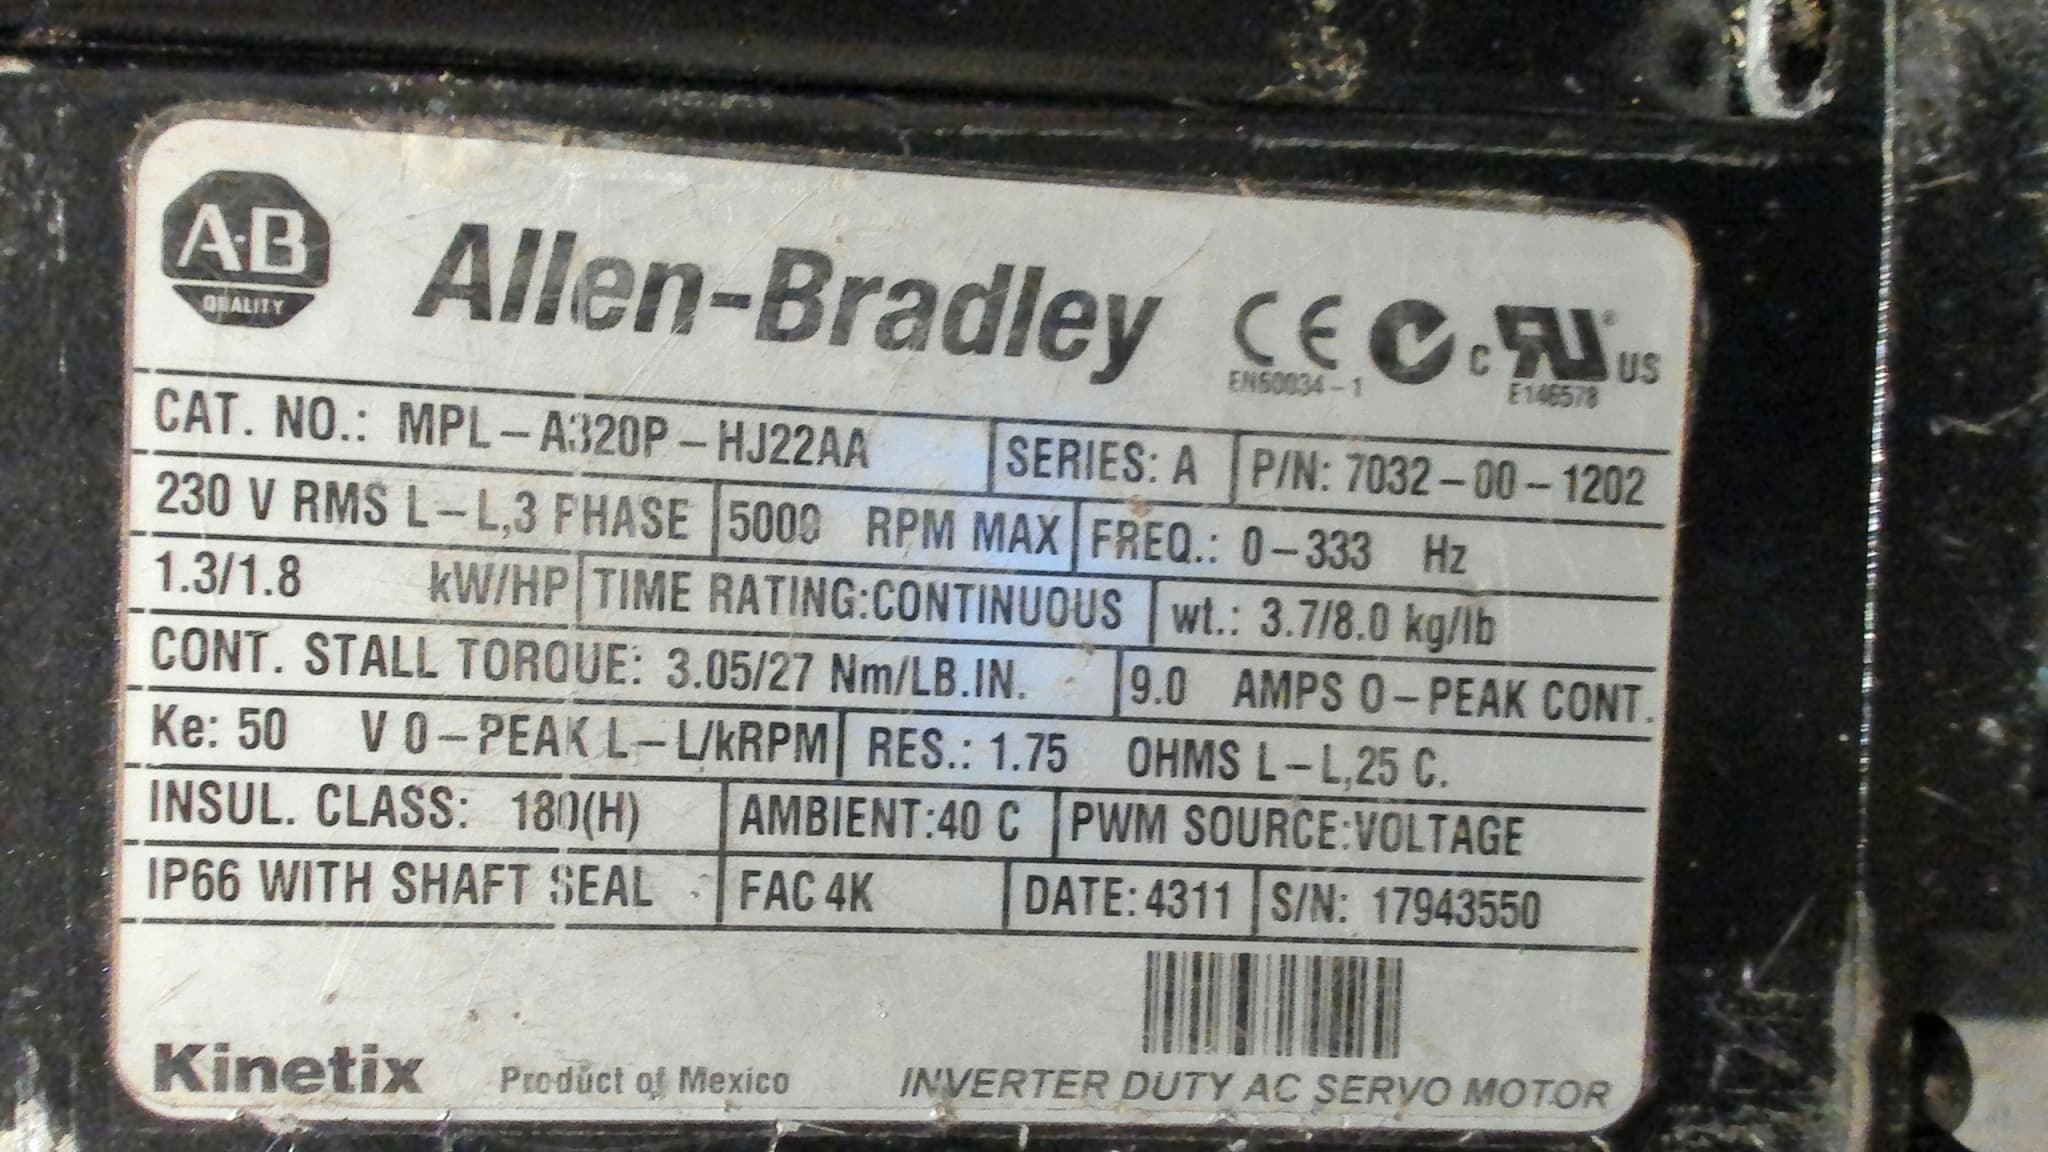 A-B
QUALITY
Allen-Bradley
CE
EN60034-1
c RU US
E146578
CAT. NO.: MPL-A320P-HJ22AA SERIES: A P/N: 7032-00-1202
230 V RMS L-L,3 PHASE 5000 RPM MAX FREQ.: 0-333 Hz
1.3/1.8 kW/HP TIME RATING:CONTINUOUS wt.: 3.7/8.0 kg/lb
CONT. STALL TORQUE: 3.05/27 Nm/LB.IN. 9.0 AMPS O-PEAK CONT.
Ke: 50 V 0-PEAK L-L/kRPM RES.: 1.75 OHMS L-L,25 C.
INSUL. CLASS: 180(H) AMBIENT:40 C PWM SOURCE:VOLTAGE
IP66 WITH SHAFT SEAL FAC 4K DATE:4311 S/N: 17943550
Kinetix Product of Mexico INVERTER DUTY AC SERVO MOTOR